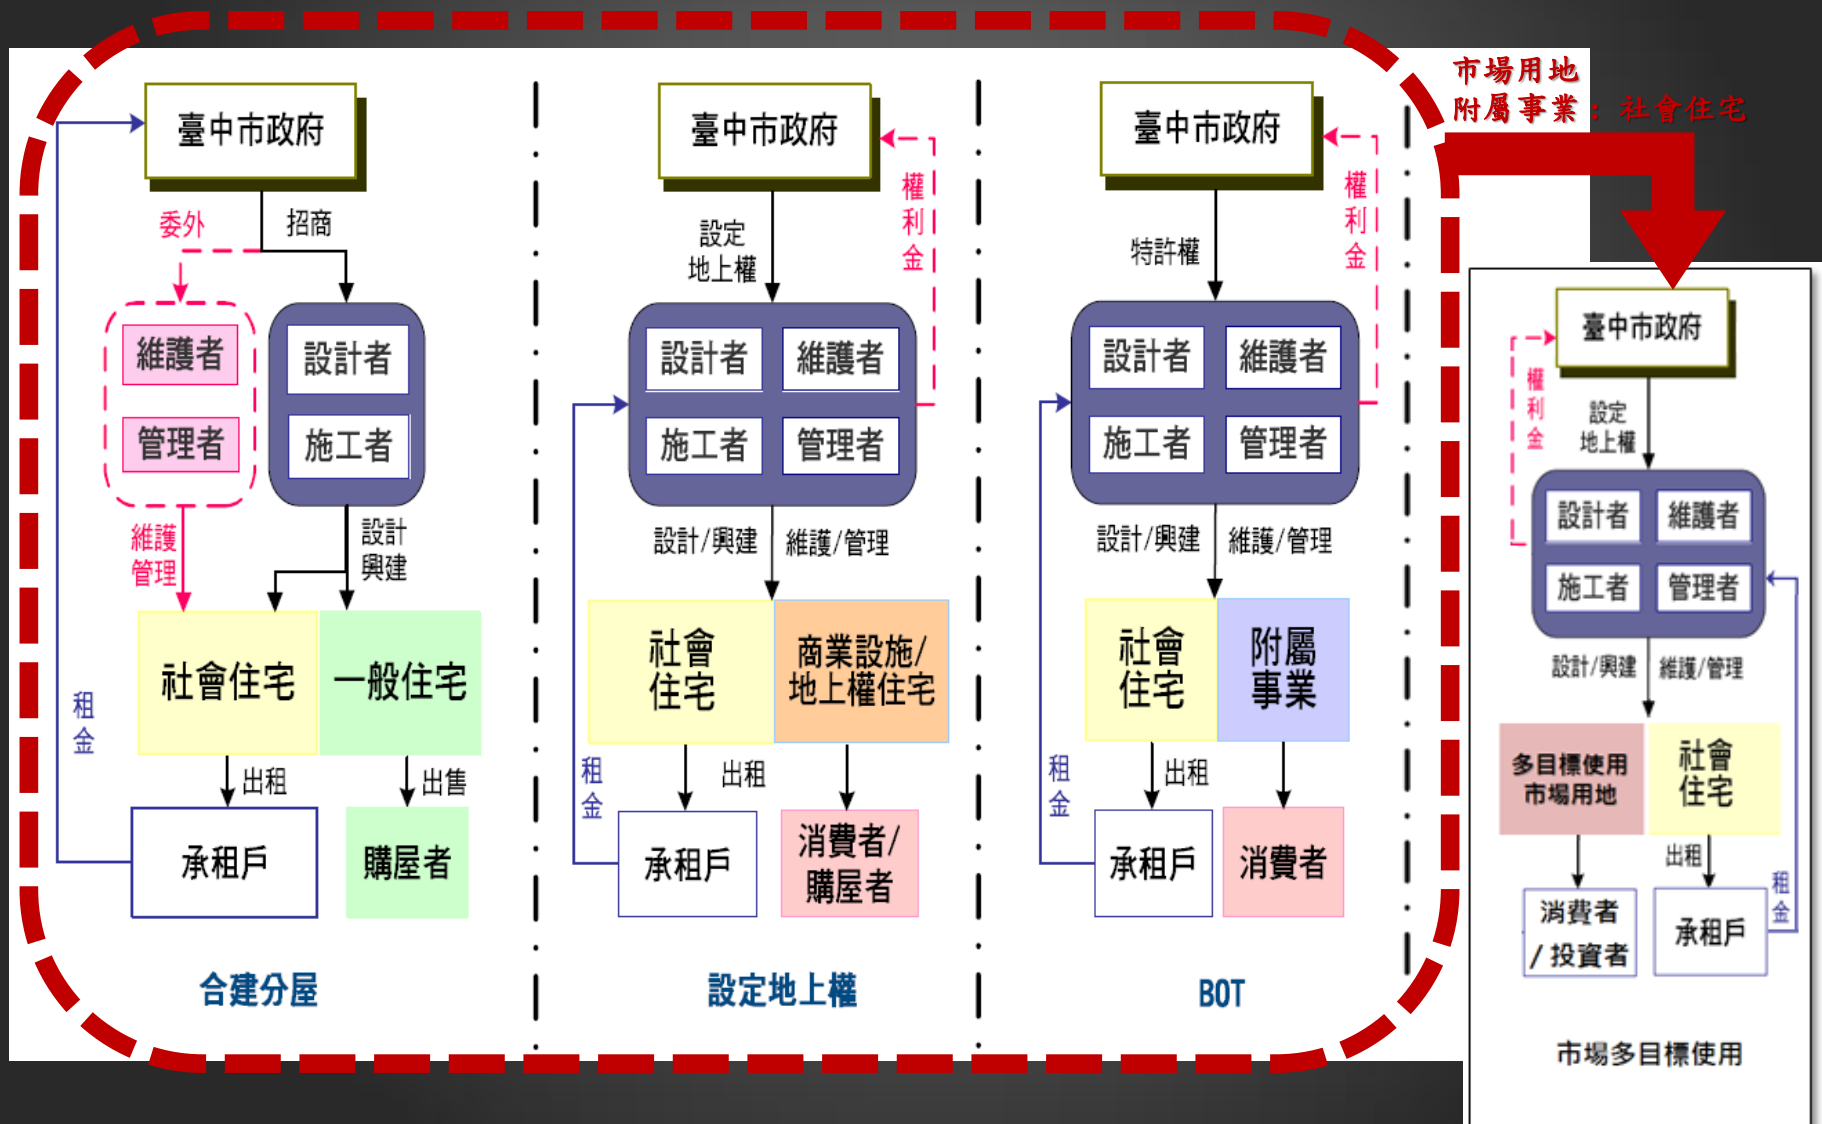 市場用地
附屬事業：社會住宅
臺中市政府
委外
招商
維護者
管理者
設計者
施工者
維護
管理
設計
興建
社會住宅
一般住宅
租
金
出租
出售
承租戶
購屋者
合建分屋
臺中市政府
權
利
金
設定
地上權
設計者
維護者
施工者
管理者
設計/興建
維護/管理
社會
住宅
商業設施/
地上權住宅
租
金
出租
承租戶
消費者/
購屋者
設定地上權
臺中市政府
權
利
金
特許權
設計者
維護者
施工者
管理者
設計/興建
維護/管理
社會
住宅
附屬
事業
租
金
出租
承租戶
消費者
BOT
臺中市政府
權
利
金
設定
地上權
設計者
維護者
施工者
管理者
設計/興建
維護/管理
多目標使用
市場用地
社會
住宅
出租
租
金
消費者
/投資者
承租戶
市場多目標使用